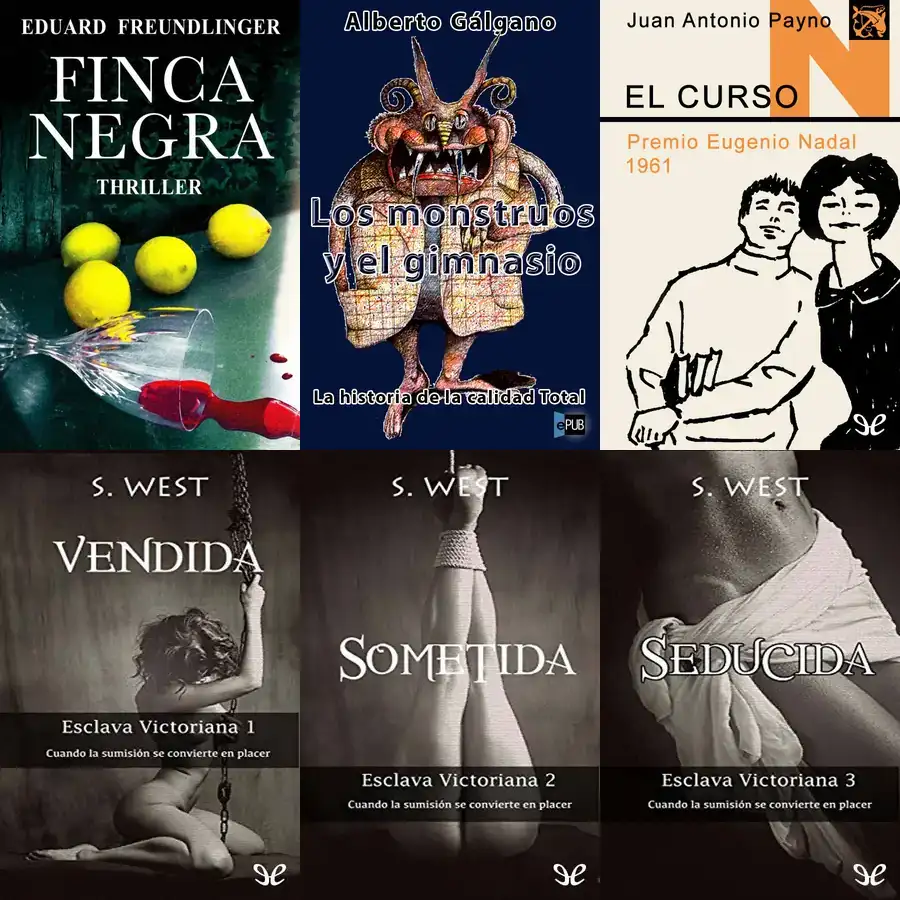 EDUARD FREUNDLINGER
FINCA
NEGRA
THRILLER
Alberto Gálgano
Los monstruos
y el gimnasio
La historia de la calidad Total
ePUB
Juan Antonio Payno
N
EL CURSO
Premio Eugenio Nadal
1961
S. WEST
VENDIDA
Esclava Victoriana 1
Cuando la sumisión se convierte en placer
S. WEST
SOMETIDA
Esclava Victoriana 2
Cuando la sumisión se convierte en placer
S. WEST
SEDUCIDA
Esclava Victoriana 3
Cuando la sumisión se convierte en placer